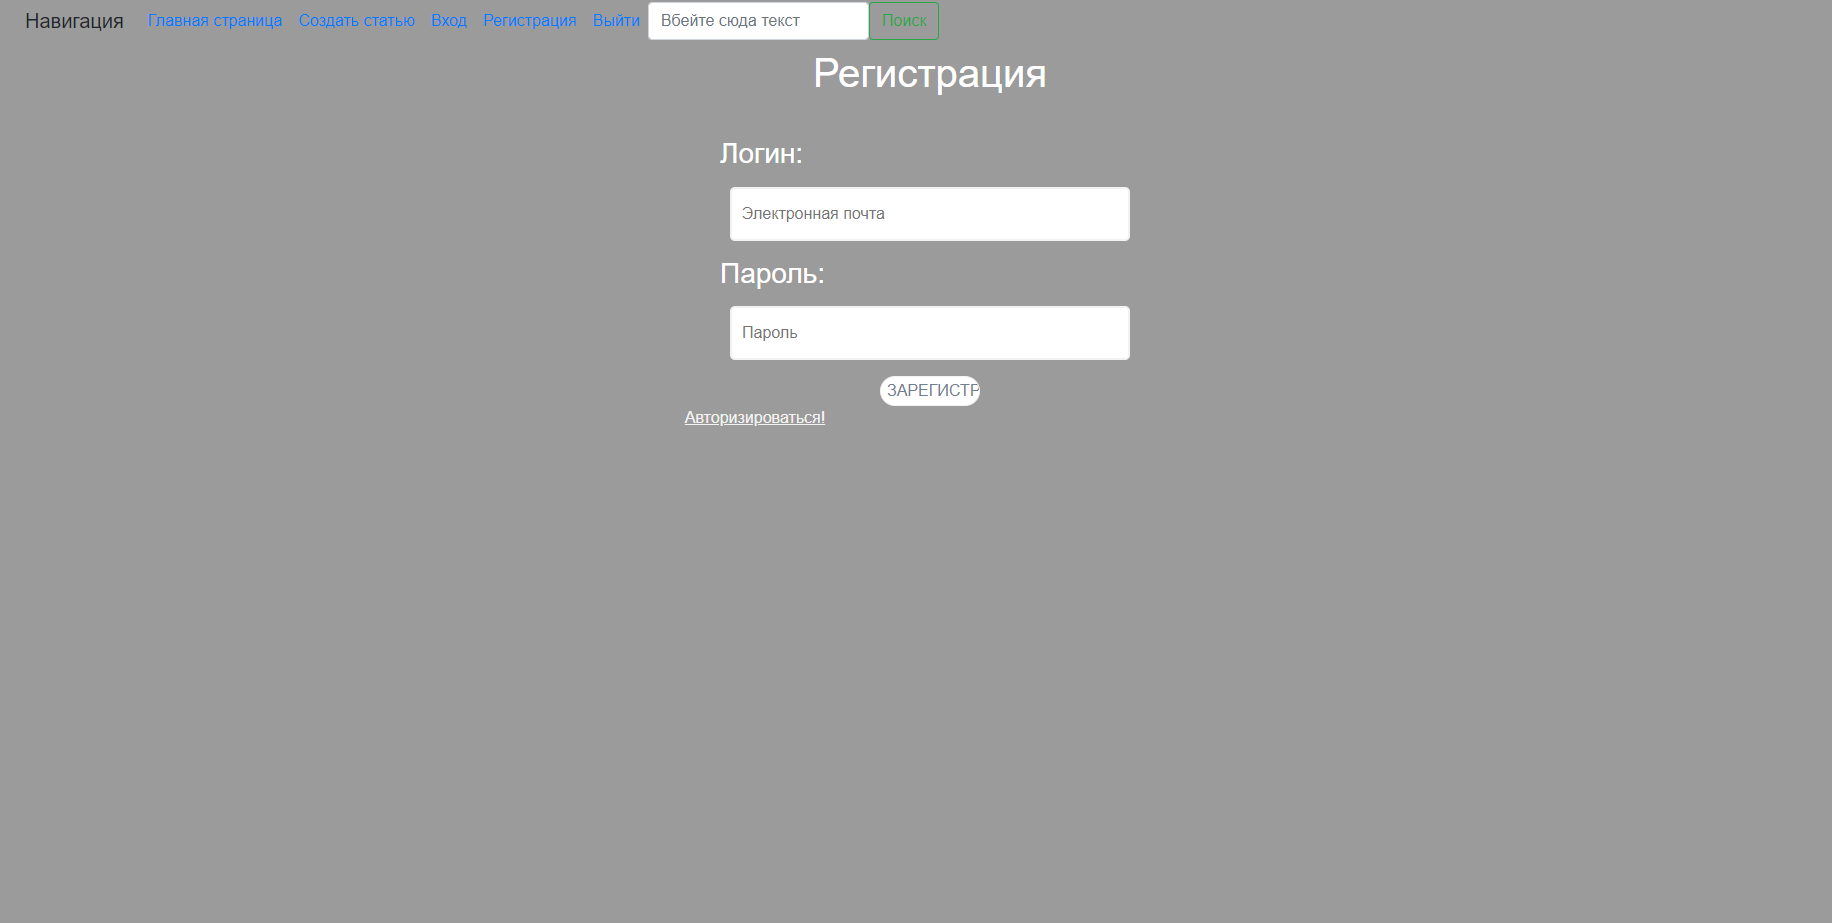 Навигация Главная страница Создать статью Вход Регистрация Выйти Вбейте сюда текст Поиск
Регистрация
Логин:
Электронная почта
Пароль:
Пароль
ЗАРЕГИСТР
Авторизироваться!